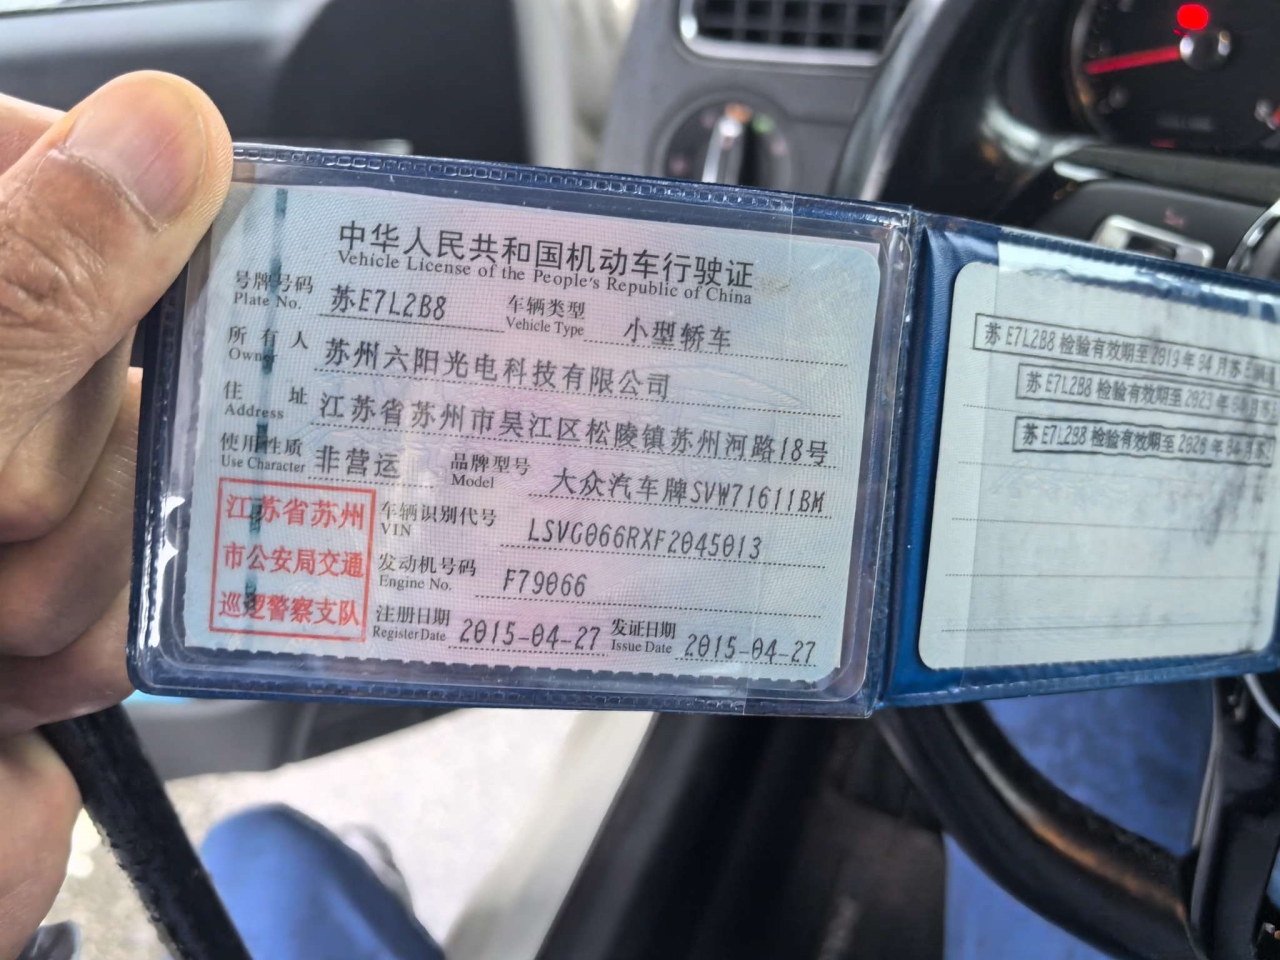 中华人民共和国机动车行驶证
Vehicle License of the People's Republic of China
号牌号码 苏E7L2B8 车辆类型 小型轿车
Plate No. Vehicle Type
所有人 苏州六阳光电科技有限公司
Owner
住址 江苏省苏州市吴江区松陵镇苏州河路18号
Address
使用性质 非营运 品牌型号 大众汽车牌SVW71611BM
Use Character Model
江苏省苏州
市公安局交通
巡逻警察支队
车辆识别代号 LSVG066RXF2045013
VIN
发动机号码 F79066
Engine No.
注册日期 2015-04-27 发证日期 2015-04-27
Register Date Issue Date
苏E7L2B8 检验有效期至2019年04月苏
苏E7L2B8 检验有效期至2023年04月
苏E7L2B8 检验有效期至2026年04月苏